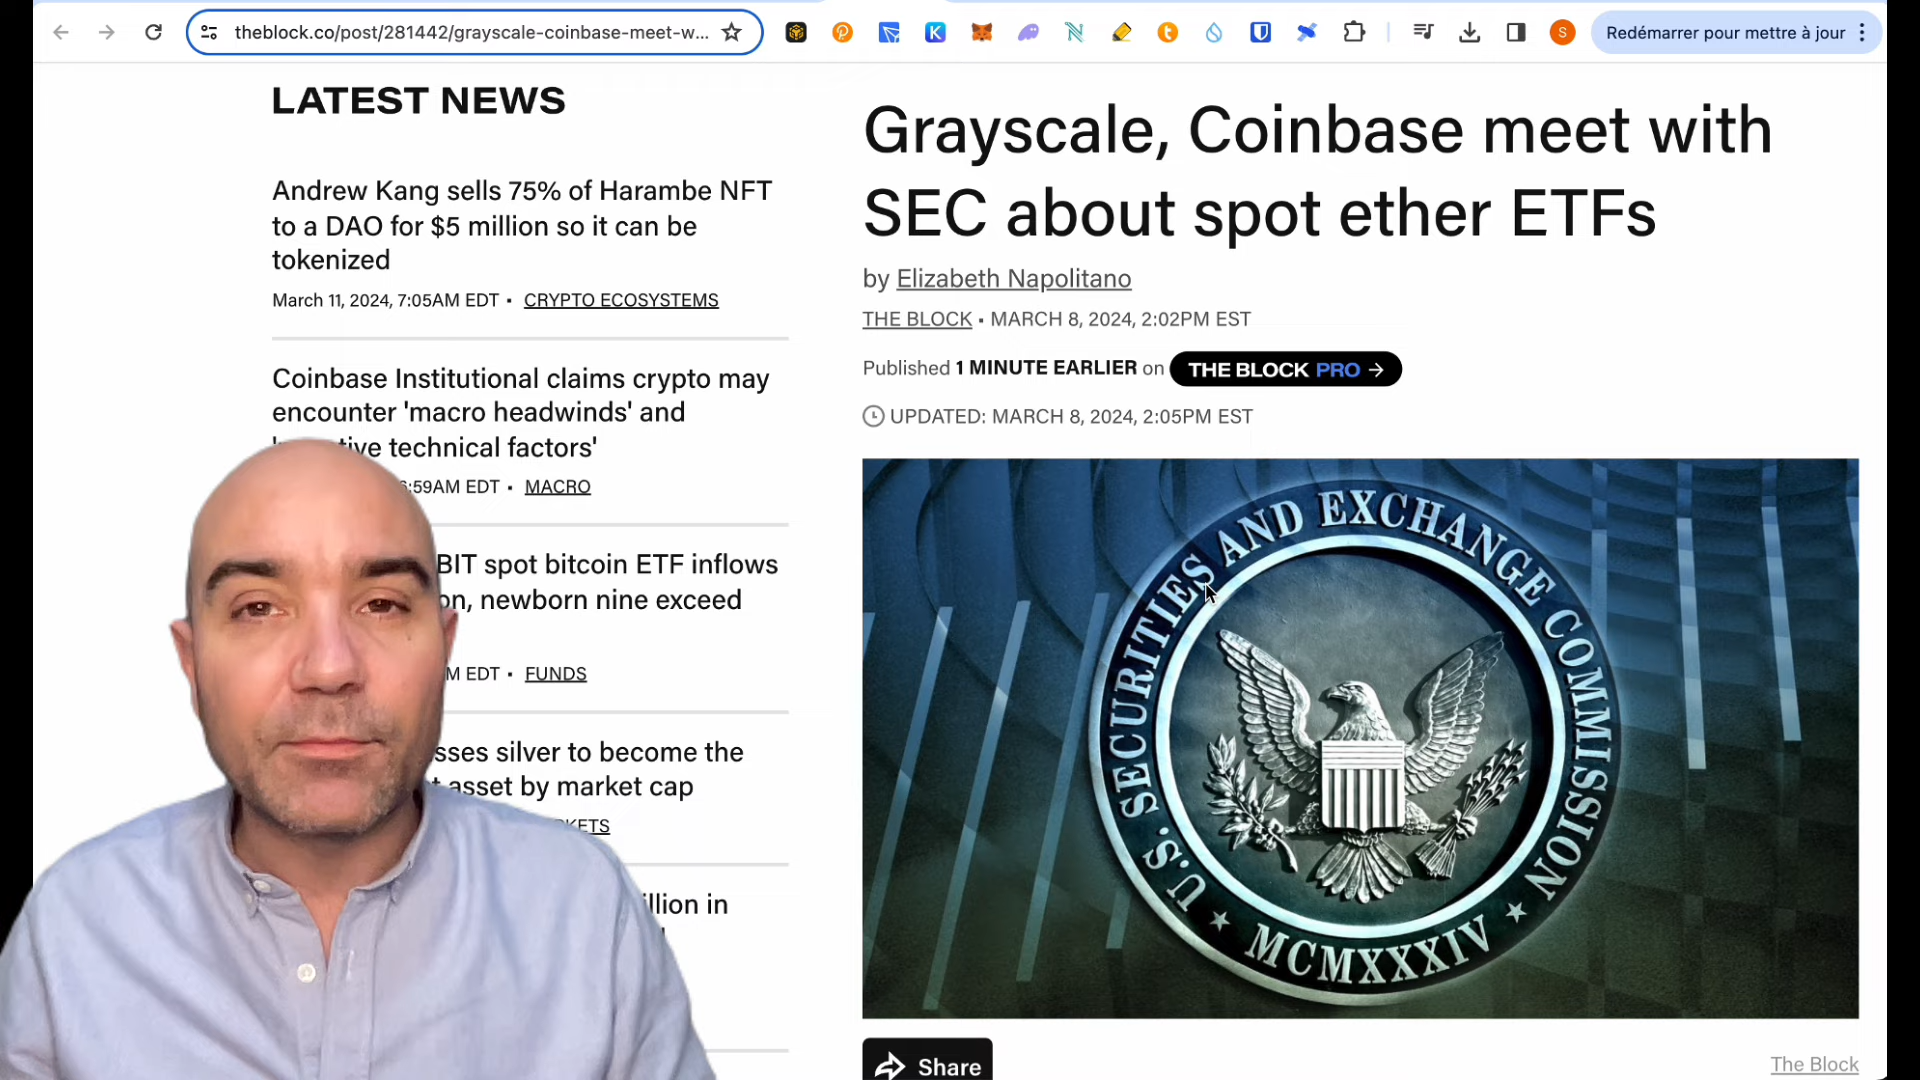 theblock.co/post/281442/grayscale-coinbase-meet-w...
S
Redémarrer pour mettre à jour
LATEST NEWS
Andrew Kang sells 75% of Harambe NFT
to a DAO for $5 million so it can be
tokenized
March 11, 2024, 7:05AM EDT • CRYPTO ECOSYSTEMS
Coinbase Institutional claims crypto may
encounter 'macro headwinds' and
technical factors'
:59AM EDT • MACRO
BIT spot bitcoin ETF inflows
newborn nine exceed
M EDT • FUNDS
silver to become the
asset by market cap
in
Grayscale, Coinbase meet with
SEC about spot ether ETFs
by Elizabeth Napolitano
THE BLOCK • MARCH 8, 2024, 2:02PM EST
Published 1 MINUTE EARLIER on THE BLOCK PRO →
UPDATED: MARCH 8, 2024, 2:05PM EST
U.S. SECURITIES AND EXCHANGE COMMISSION
MCMXXXIV
Share
The Block